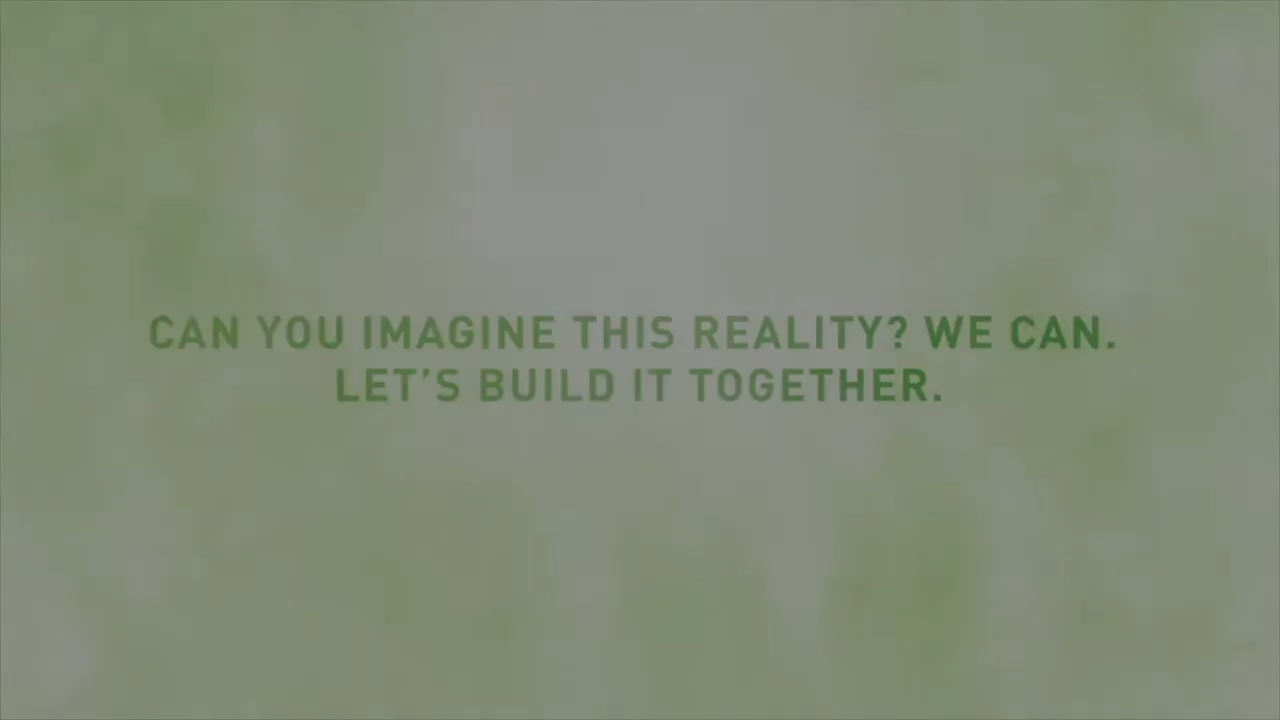 CAN YOU IMAGINE THIS REALITY? WE CAN.
LET’S BUILD IT TOGETHER.